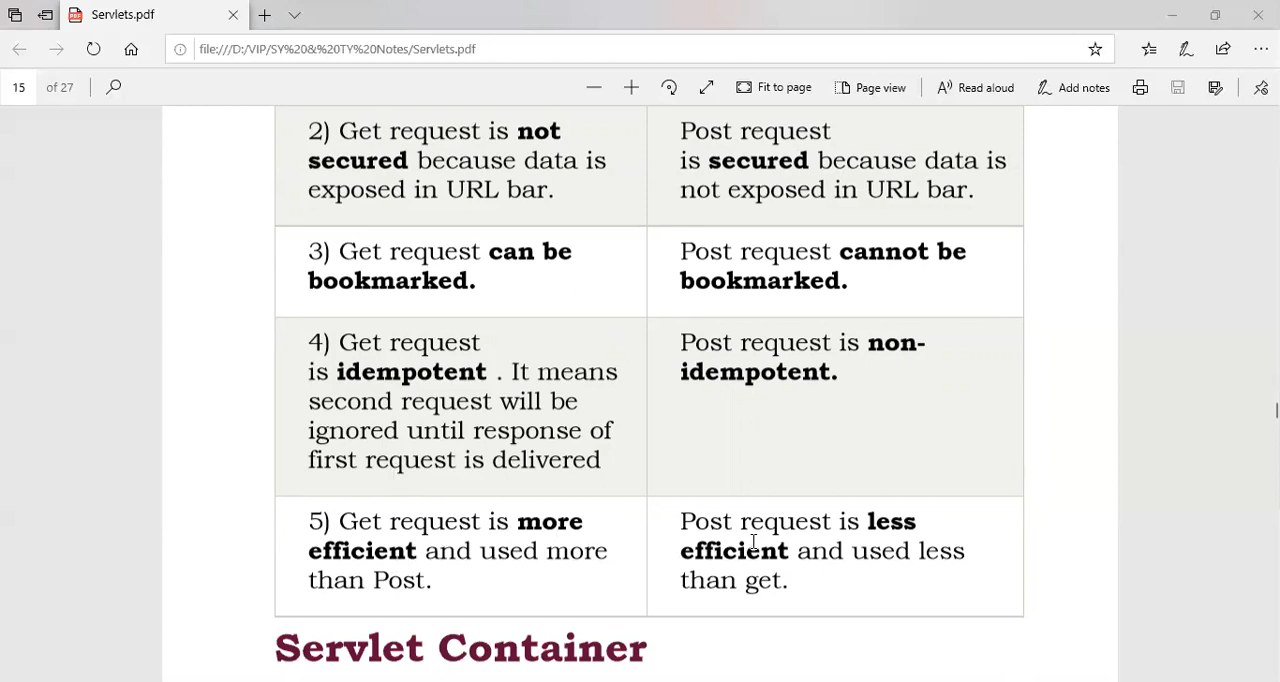 Servlets.pdf
file:///D:/VIP/SY%20&%20TY%20Notes/Servlets.pdf
15 of 27
Fit to page
Page view
Read aloud
Add notes
2) Get request is not
secured because data is
exposed in URL bar.
Post request
is secured because data is
not exposed in URL bar.
3) Get request can be
bookmarked.
Post request cannot be
bookmarked.
4) Get request
is idempotent . It means
second request will be
ignored until response of
first request is delivered
Post request is non-
idempotent.
5) Get request is more
efficient and used more
than Post.
Post request is less
efficient and used less
than get.
Servlet Container